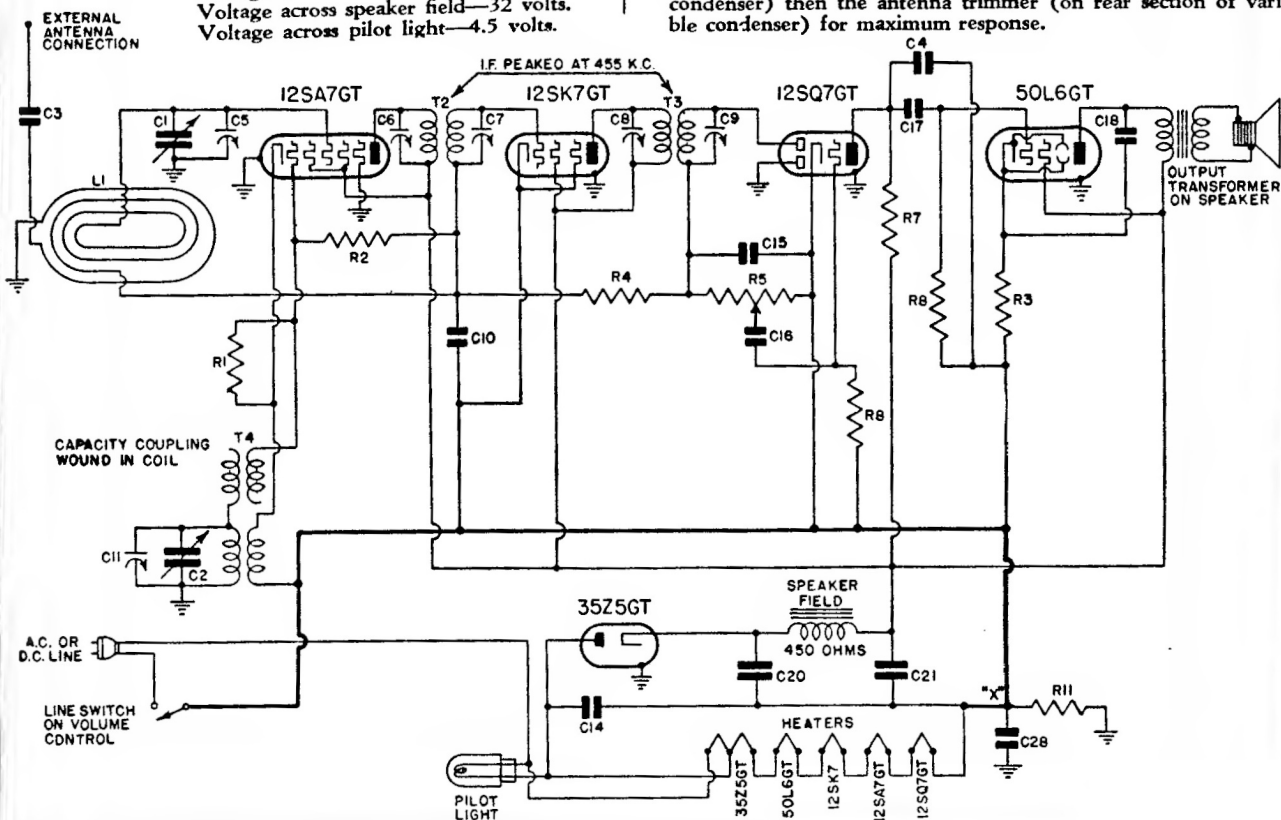 Voltage across speaker field—32 volts.
Voltage across pilot light—4.5 volts.
condenser) then the antenna trimmer (on rear section of vari
ble condenser) for maximum response.
EXTERNAL
ANTENNA
CONNECTION
I.F. PEAKED AT 455 K.C.
C3
C1
C5
12SA7GT
C6
T2
C7
12SK7GT
C8
T3
C9
12SQ7GT
C4
C17
50L6GT
C18
OUTPUT
TRANSFORMER
ON SPEAKER
L1
R2
C15
R7
R4
R5
R8
R3
C16
C10
R1
R8
CAPACITY COUPLING
WOUND IN COIL
T4
C11
C2
35Z5GT
SPEAKER
FIELD
450 OHMS
A.C. OR
D.C. LINE
C20
C21
"X"
R11
LINE SWITCH
ON VOLUME
CONTROL
C14
HEATERS
C28
PILOT
LIGHT
35Z5GT
50L6GT
12SK7
12SA7GT
12SQ7GT